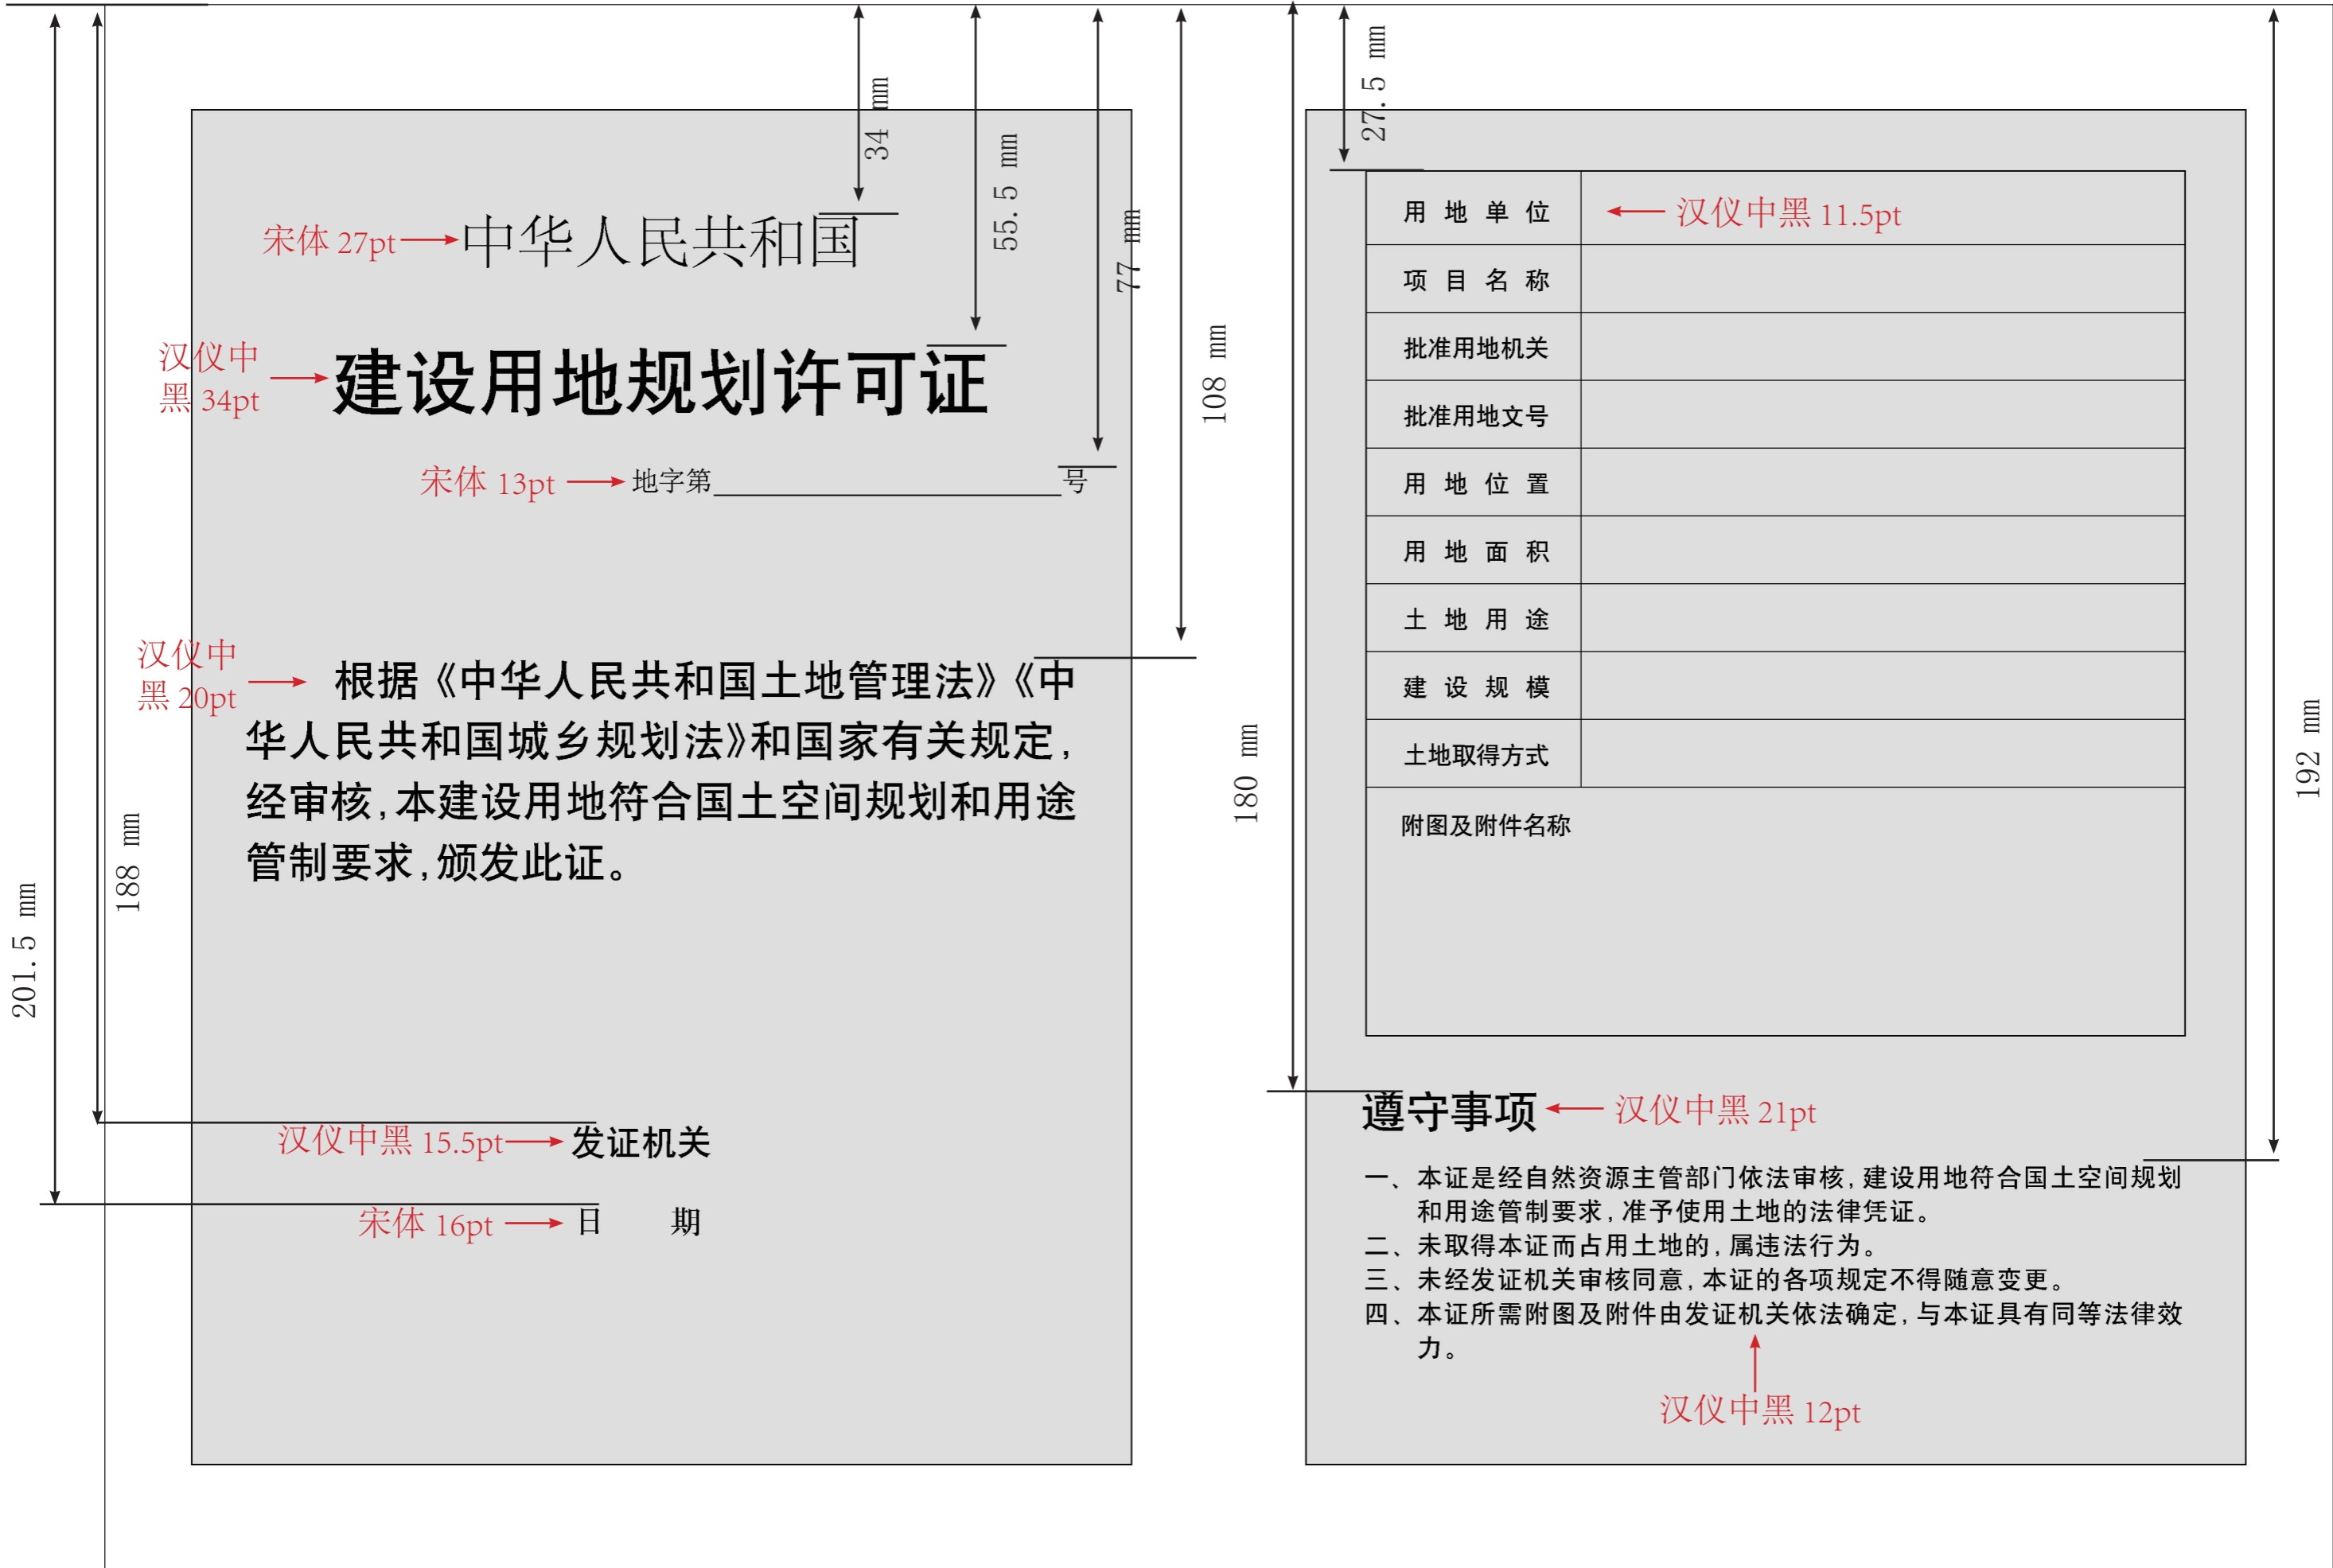 34 mm
55.5 mm
77 mm
108 mm
188 mm
201.5 mm
宋体 27pt
中华人民共和国
汉仪中
黑 34pt
建设用地规划许可证
宋体 13pt
地字第 号
汉仪中
黑 20pt
根据《中华人民共和国土地管理法》《中
华人民共和国城乡规划法》和国家有关规定,
经审核,本建设用地符合国土空间规划和用途
管制要求,颁发此证。
汉仪中黑 15.5pt
发证机关
宋体 16pt
日 期
27.5 mm
180 mm
192 mm
用地单位
汉仪中黑 11.5pt
项目名称
批准用地机关
批准用地文号
用地位置
用地面积
土地用途
建设规模
土地取得方式
附图及附件名称
遵守事项
汉仪中黑 21pt
一、本证是经自然资源主管部门依法审核,建设用地符合国土空间规划
和用途管制要求,准予使用土地的法律凭证。
二、未取得本证而占用土地的,属违法行为。
三、未经发证机关审核同意,本证的各项规定不得随意变更。
四、本证所需附图及附件由发证机关依法确定,与本证具有同等法律效
力。
汉仪中黑 12pt